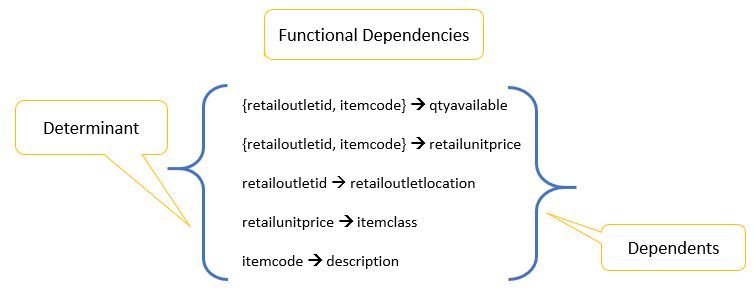 Functional Dependencies
Determinant
{retailoutletid, itemcode} → qtyavailable
{retailoutletid, itemcode} → retailunitprice
retailoutletid → retailoutletlocation
retailunitprice → itemclass
itemcode → description
Dependents